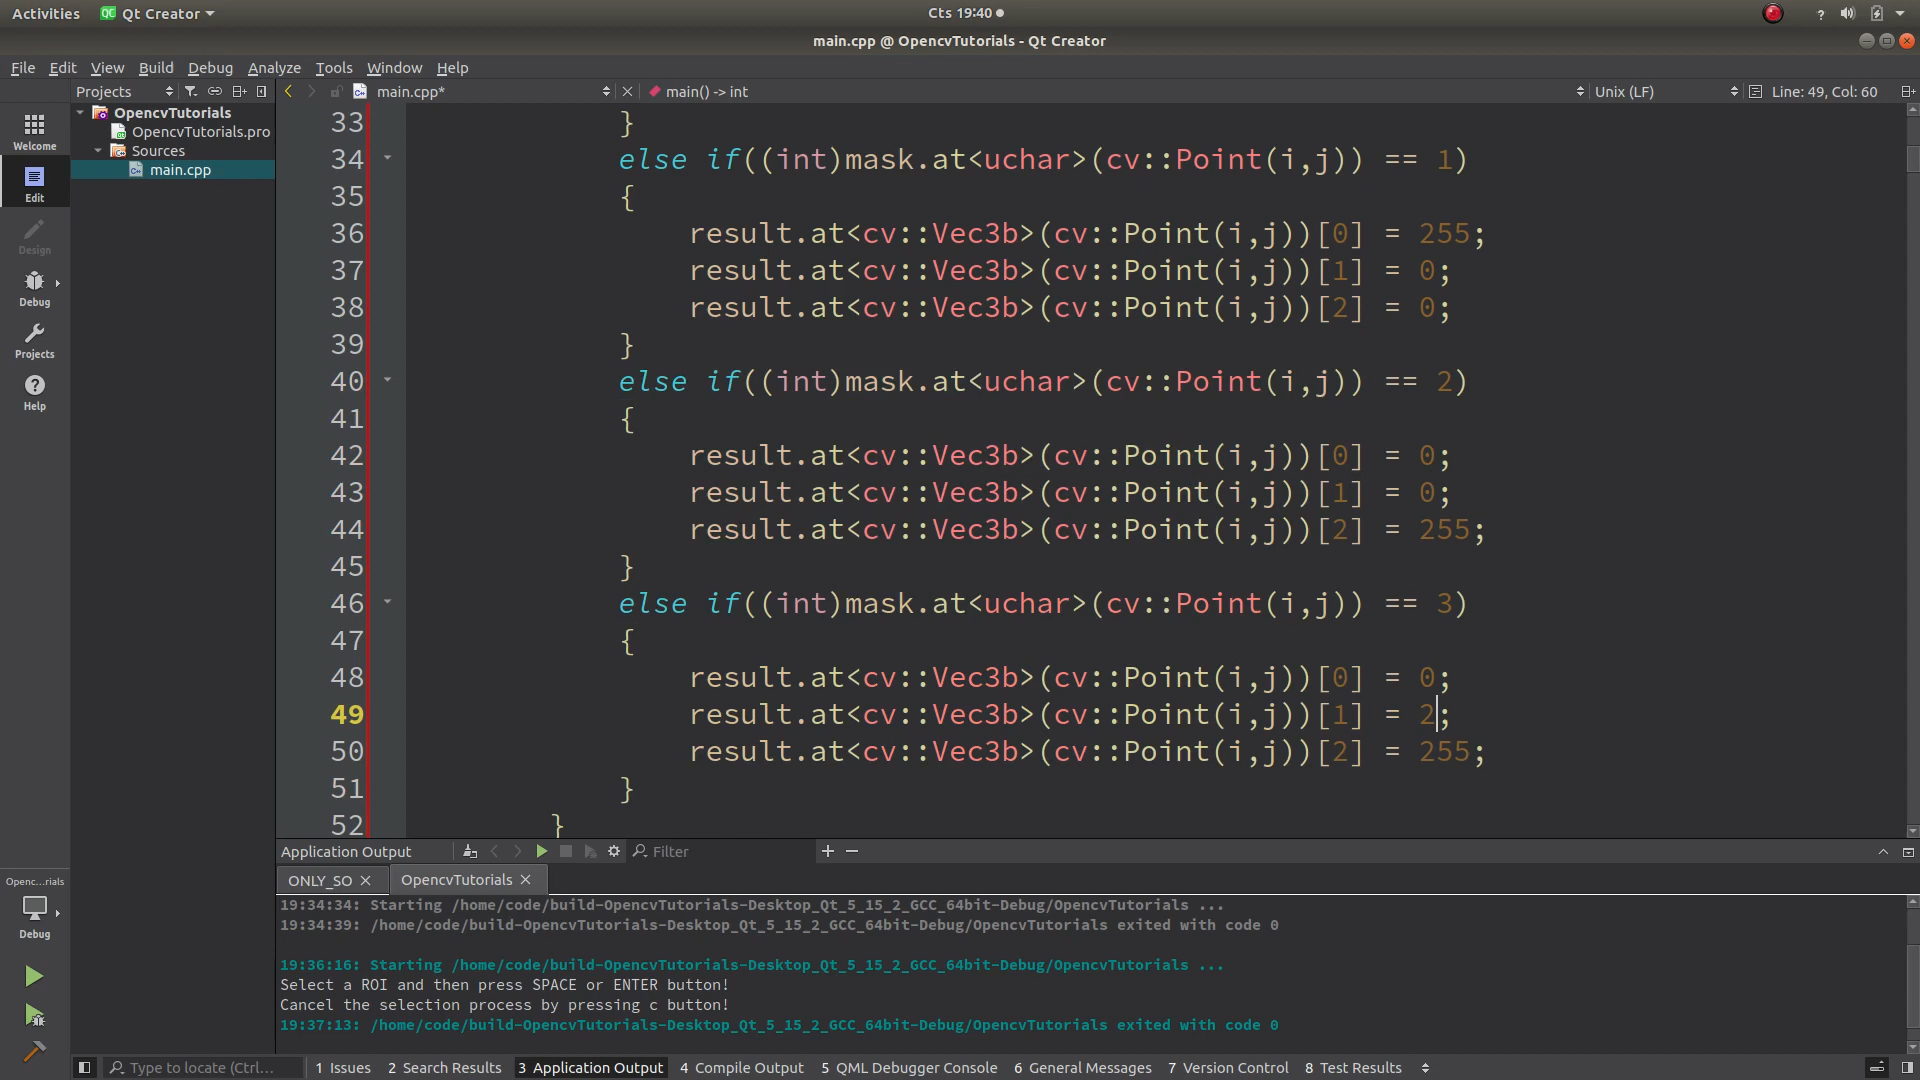 Activities Qt Creator Cts 19:40
main.cpp @ OpencvTutorials - Qt Creator
File Edit View Build Debug Analyze Tools Window Help
Projects main.cpp* main() -> int Unix (LF) Line: 49, Col: 60
OpencvTutorials
OpencvTutorials.pro
Sources
main.cpp
Welcome
Edit
Design
Debug
Projects
Help
33 }
34 else if((int)mask.at<uchar>(cv::Point(i,j)) == 1)
35 {
36 result.at<cv::Vec3b>(cv::Point(i,j))[0] = 255;
37 result.at<cv::Vec3b>(cv::Point(i,j))[1] = 0;
38 result.at<cv::Vec3b>(cv::Point(i,j))[2] = 0;
39 }
40 else if((int)mask.at<uchar>(cv::Point(i,j)) == 2)
41 {
42 result.at<cv::Vec3b>(cv::Point(i,j))[0] = 0;
43 result.at<cv::Vec3b>(cv::Point(i,j))[1] = 0;
44 result.at<cv::Vec3b>(cv::Point(i,j))[2] = 255;
45 }
46 else if((int)mask.at<uchar>(cv::Point(i,j)) == 3)
47 {
48 result.at<cv::Vec3b>(cv::Point(i,j))[0] = 0;
49 result.at<cv::Vec3b>(cv::Point(i,j))[1] = 2;
50 result.at<cv::Vec3b>(cv::Point(i,j))[2] = 255;
51 }
52 }
Application Output Filter
ONLY_SO OpencvTutorials
19:34:34: Starting /home/code/build-OpencvTutorials-Desktop_Qt_5_15_2_GCC_64bit-Debug/OpencvTutorials ...
19:34:39: /home/code/build-OpencvTutorials-Desktop_Qt_5_15_2_GCC_64bit-Debug/OpencvTutorials exited with code 0
19:36:16: Starting /home/code/build-OpencvTutorials-Desktop_Qt_5_15_2_GCC_64bit-Debug/OpencvTutorials ...
Select a ROI and then press SPACE or ENTER button!
Cancel the selection process by pressing c button!
19:37:13: /home/code/build-OpencvTutorials-Desktop_Qt_5_15_2_GCC_64bit-Debug/OpencvTutorials exited with code 0
Openc...rials
Debug
Type to locate (Ctrl... 1 Issues 2 Search Results 3 Application Output 4 Compile Output 5 QML Debugger Console 6 General Messages 7 Version Control 8 Test Results